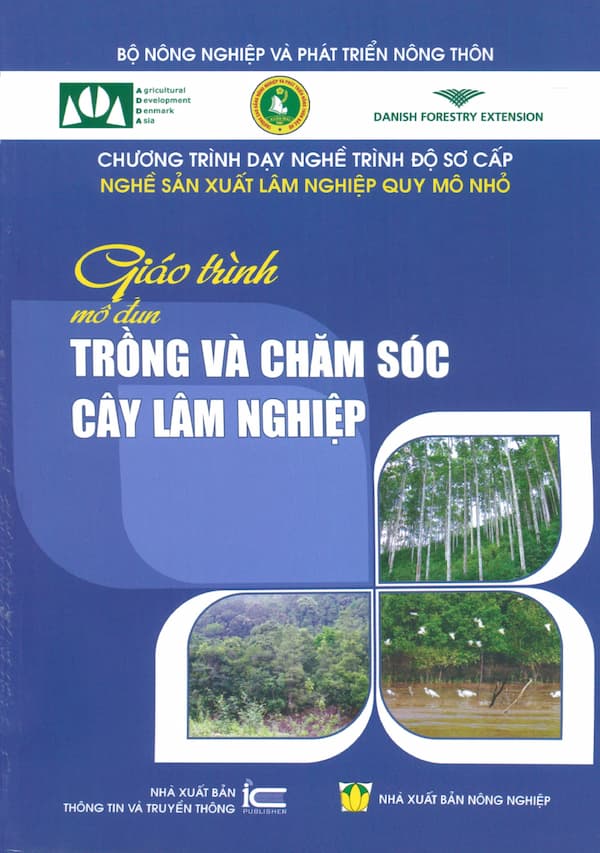 BỘ NÔNG NGHIỆP VÀ PHÁT TRIỂN NÔNG THÔN
Agricultural
Development
Denmark
Asia
DANISH FORESTRY EXTENSION
CHƯƠNG TRÌNH DẠY NGHỀ TRÌNH ĐỘ SƠ CẤP
NGHỀ SẢN XUẤT LÂM NGHIỆP QUY MÔ NHỎ
Giáo trình
mô đun
TRỒNG VÀ CHĂM SÓC
CÂY LÂM NGHIỆP
NHÀ XUẤT BẢN
THÔNG TIN VÀ TRUYỀN THÔNG
ic
PUBLISHER
NHÀ XUẤT BẢN NÔNG NGHIỆP